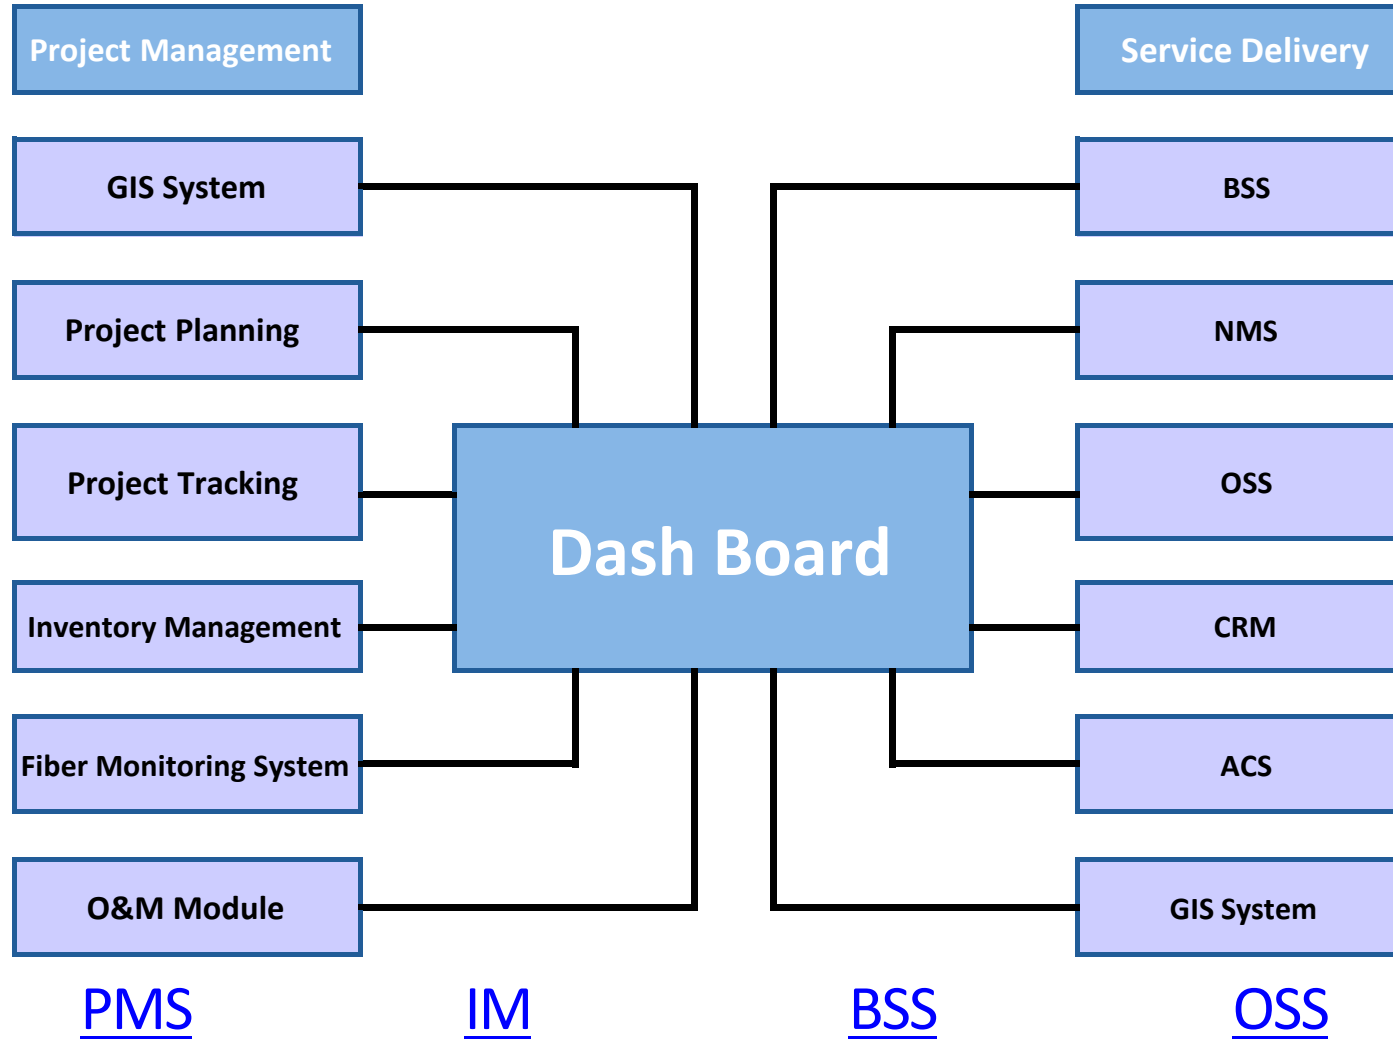 Project Management
Service Delivery
GIS System
BSS
Project Planning
NMS
Project Tracking
OSS
Dash Board
Inventory Management
CRM
Fiber Monitoring System
ACS
O&M Module
GIS System
PMS
IM
BSS
OSS